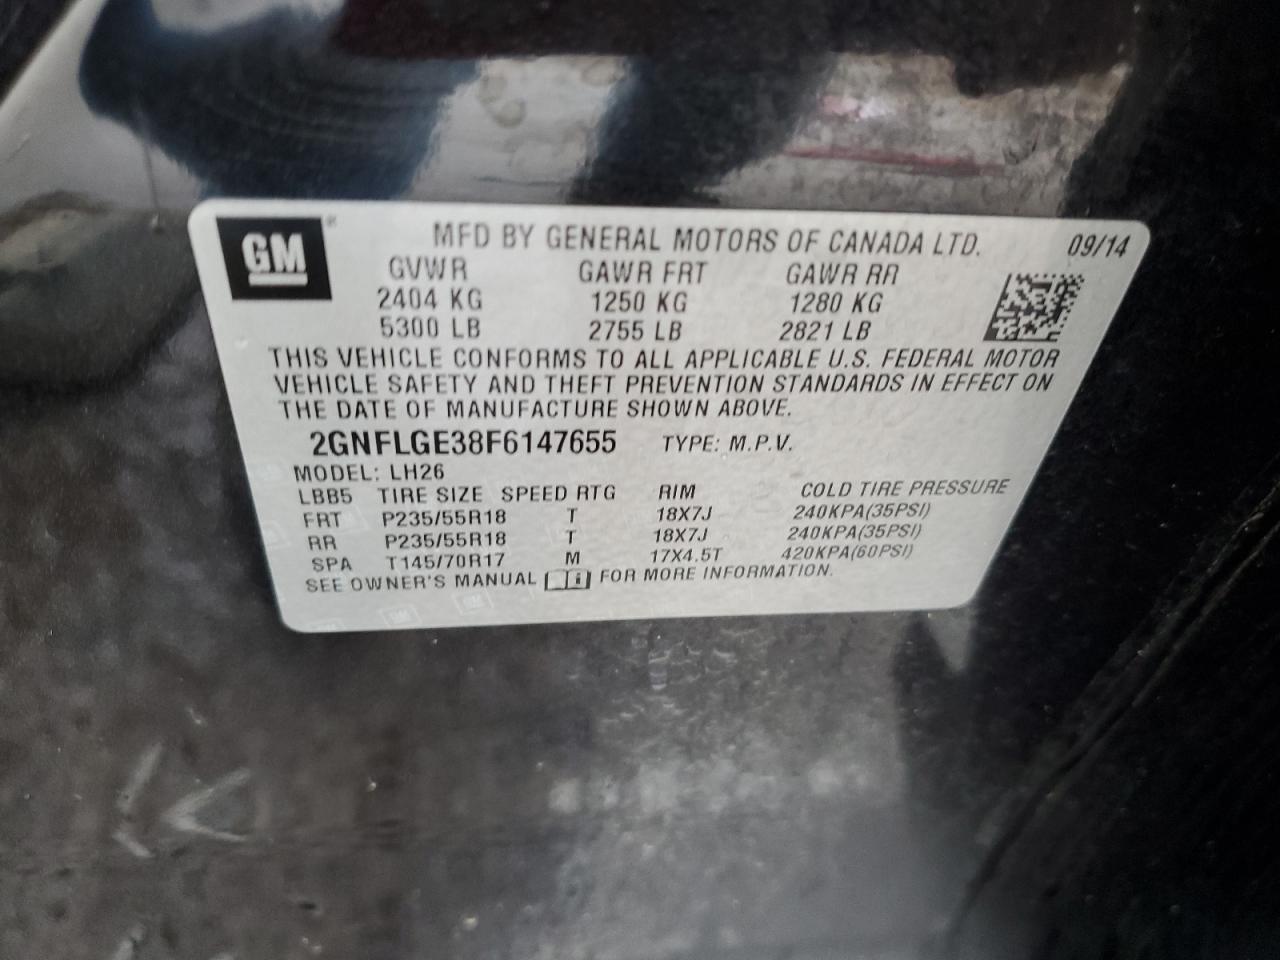 GM
MFD BY GENERAL MOTORS OF CANADA LTD. 09/14
GVWR GAWR FRT GAWR RR
2404 KG 1250 KG 1280 KG
5300 LB 2755 LB 2821 LB
THIS VEHICLE CONFORMS TO ALL APPLICABLE U.S. FEDERAL MOTOR
VEHICLE SAFETY AND THEFT PREVENTION STANDARDS IN EFFECT ON
THE DATE OF MANUFACTURE SHOWN ABOVE.
2GNFLGE38F6147655 TYPE: M.P.V.
MODEL: LH26
LBB5 TIRE SIZE SPEED RTG RIM COLD TIRE PRESSURE
FRT P235/55R18 T 18X7J 240KPA(35PSI)
RR P235/55R18 T 18X7J 240KPA(35PSI)
SPA T145/70R17 M 17X4.5T 420KPA(60PSI)
SEE OWNER'S MANUAL FOR MORE INFORMATION.